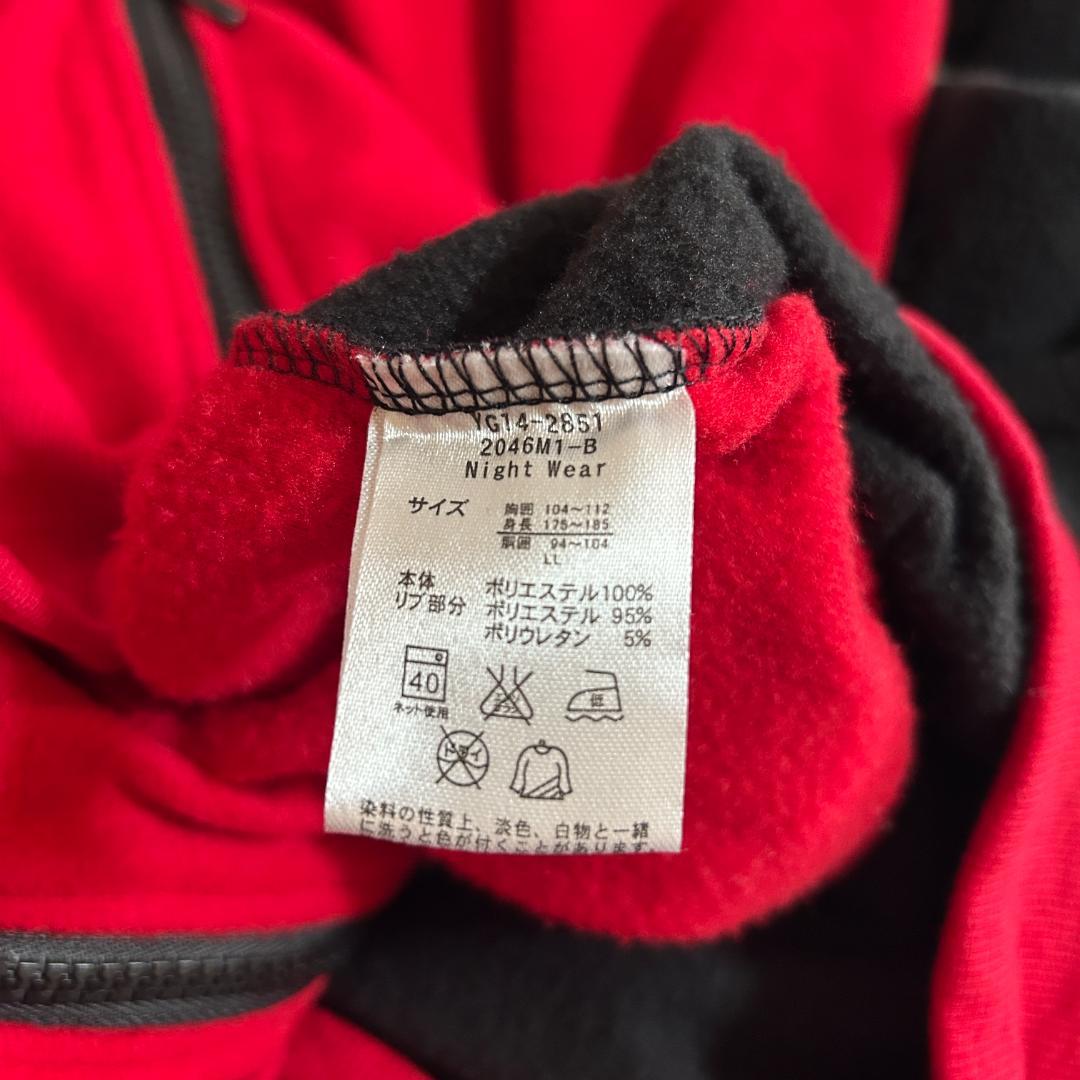 YG14-2851
2046M1-B
Night Wear
サイズ 胸囲 104～112
身長 175～185
胴囲 94～104
LL
本体 ポリエステル100%
リブ部分 ポリエステル 95%
ポリウレタン 5%
40
ネット使用
低
ドライ
染料の性質上、淡色、白物と一緒
に洗うと色が付くことがあります